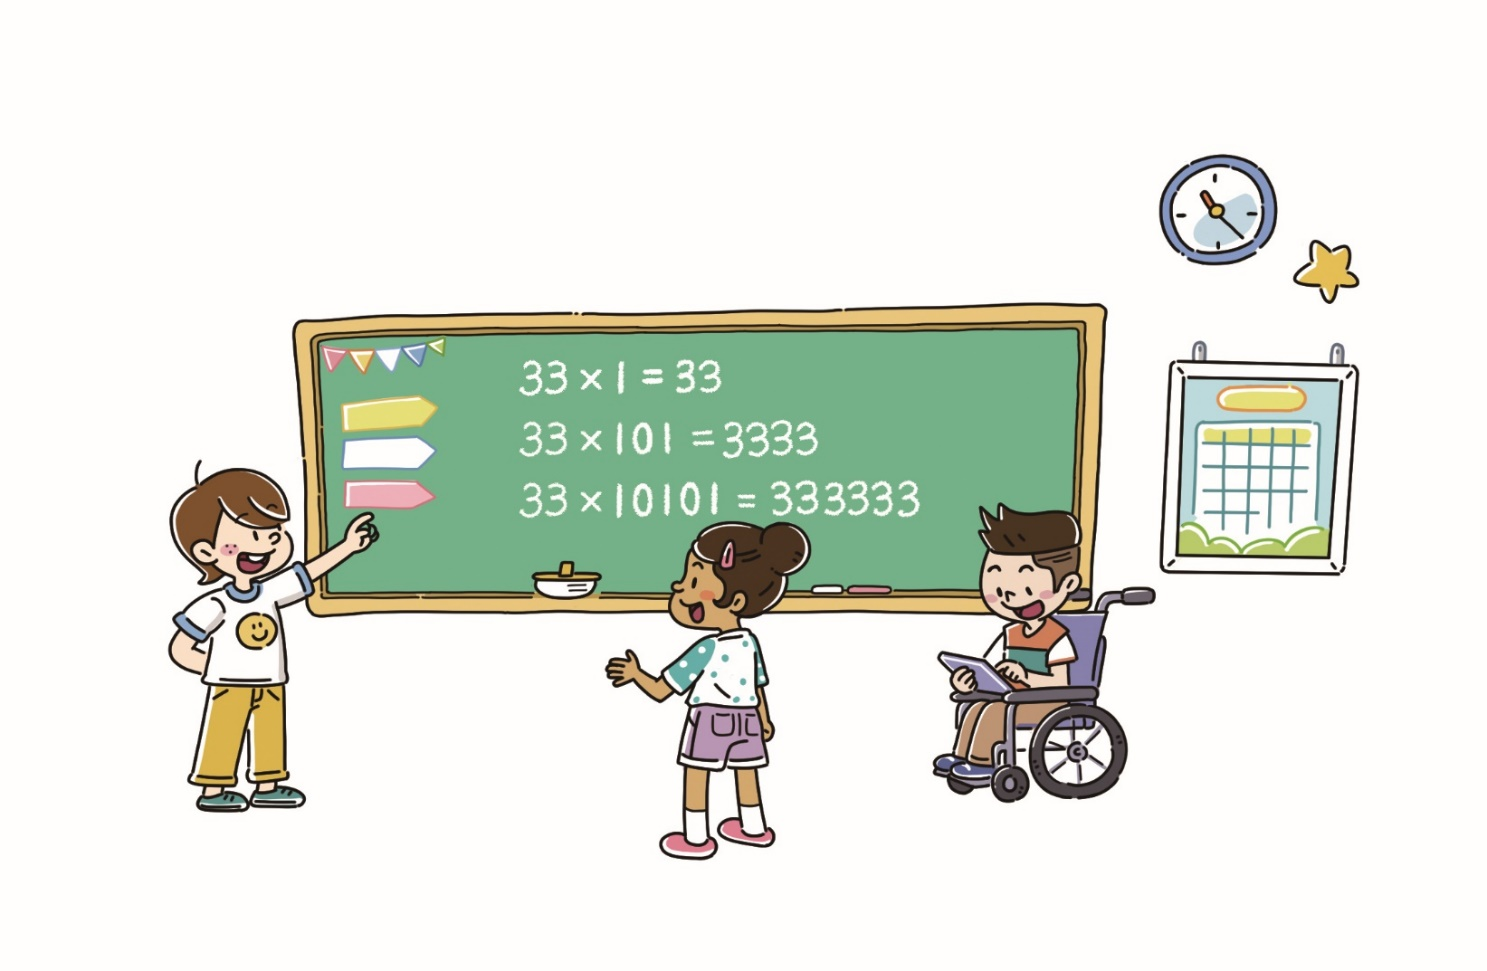 33 × 1 = 33
33 × 101 = 3333
33 × 10101 = 333333